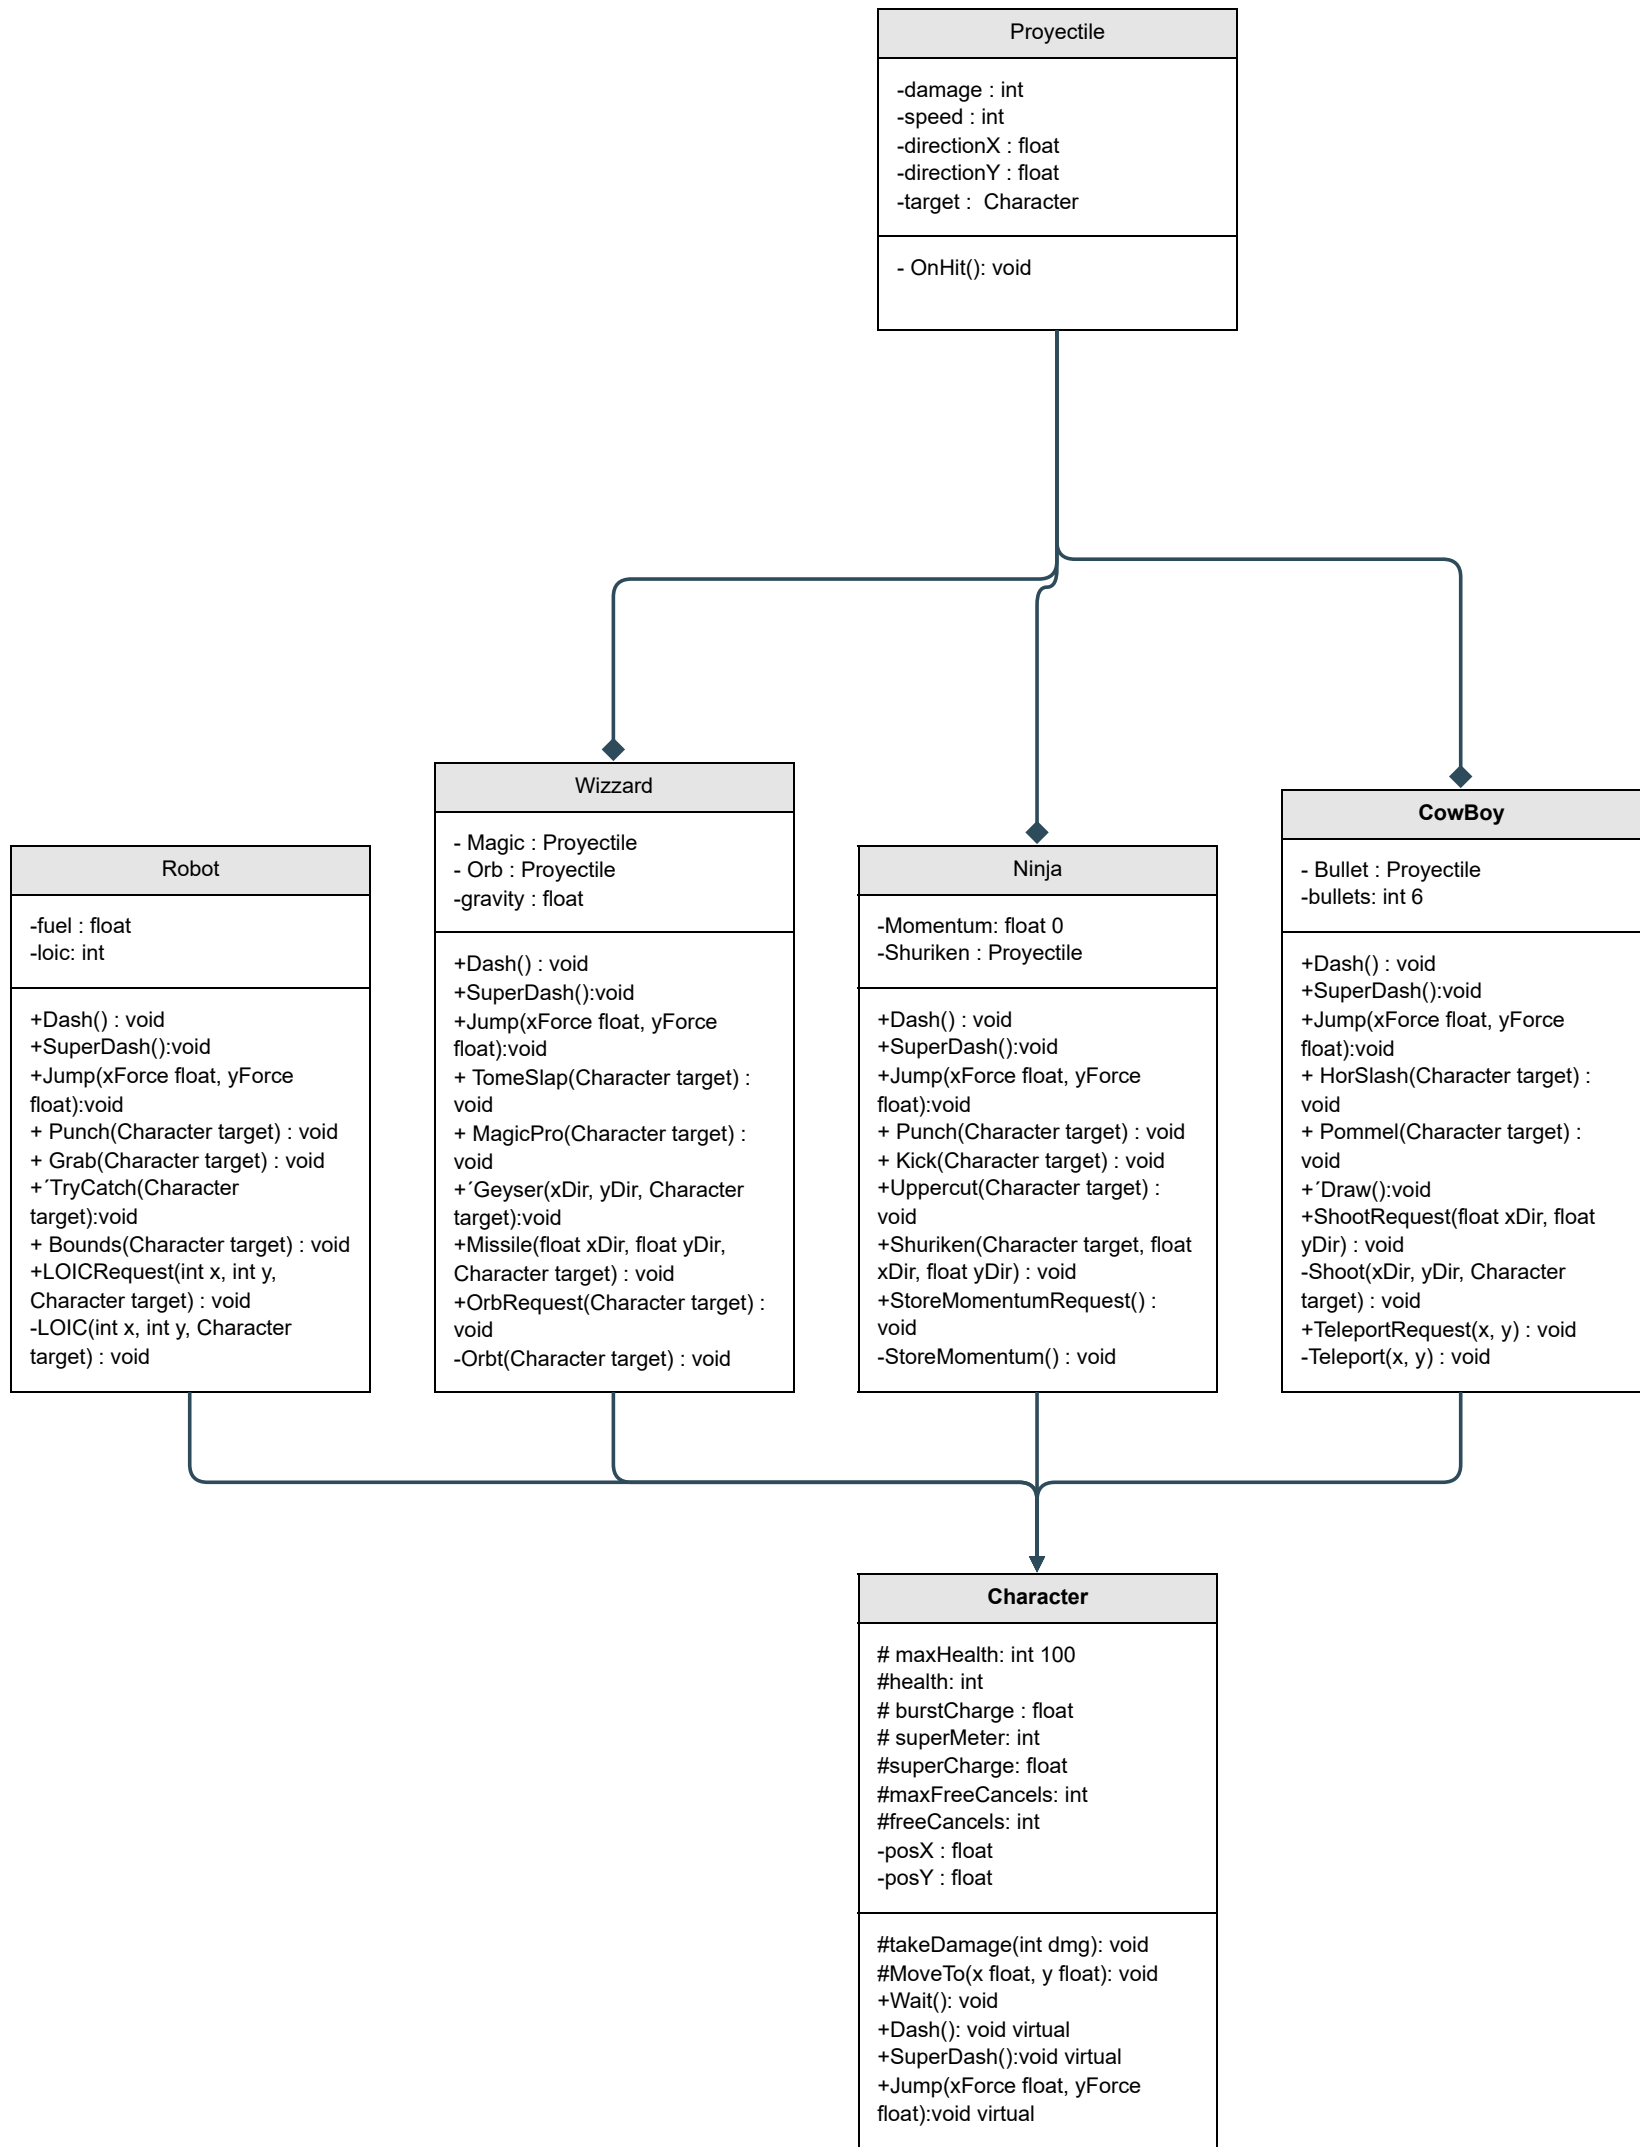 Proyectile
-damage : int
-speed : int
-directionX : float
-directionY : float
-target :  Character
- OnHit(): void
Robot
-fuel : float
-loic: int
+Dash() : void
+SuperDash():void
+Jump(xForce float, yForce
float):void
+ Punch(Character target) : void
+ Grab(Character target) : void
+´TryCatch(Character
target):void
+ Bounds(Character target) : void
+LOICRequest(int x, int y,
Character target) : void
-LOIC(int x, int y, Character
target) : void
Wizzard
- Magic : Proyectile
- Orb : Proyectile
-gravity : float
+Dash() : void
+SuperDash():void
+Jump(xForce float, yForce
float):void
+ TomeSlap(Character target) :
void
+ MagicPro(Character target) :
void
+´Geyser(xDir, yDir, Character
target):void
+Missile(float xDir, float yDir,
Character target) : void
+OrbRequest(Character target) :
void
-Orbt(Character target) : void
Ninja
-Momentum: float 0
-Shuriken : Proyectile
+Dash() : void
+SuperDash():void
+Jump(xForce float, yForce
float):void
+ Punch(Character target) : void
+ Kick(Character target) : void
+Uppercut(Character target) :
void
+Shuriken(Character target, float
xDir, float yDir) : void
+StoreMomentumRequest() :
void
-StoreMomentum() : void
CowBoy
- Bullet : Proyectile
-bullets: int 6
+Dash() : void
+SuperDash():void
+Jump(xForce float, yForce
float):void
+ HorSlash(Character target) :
void
+ Pommel(Character target) :
void
+´Draw():void
+ShootRequest(float xDir, float
yDir) : void
-Shoot(xDir, yDir, Character
target) : void
+TeleportRequest(x, y) : void
-Teleport(x, y) : void
Character
# maxHealth: int 100
#health: int
# burstCharge : float
# superMeter: int
#superCharge: float
#maxFreeCancels: int
#freeCancels: int
-posX : float
-posY : float
#takeDamage(int dmg): void
#MoveTo(x float, y float): void
+Wait(): void
+Dash(): void virtual
+SuperDash():void virtual
+Jump(xForce float, yForce
float):void virtual